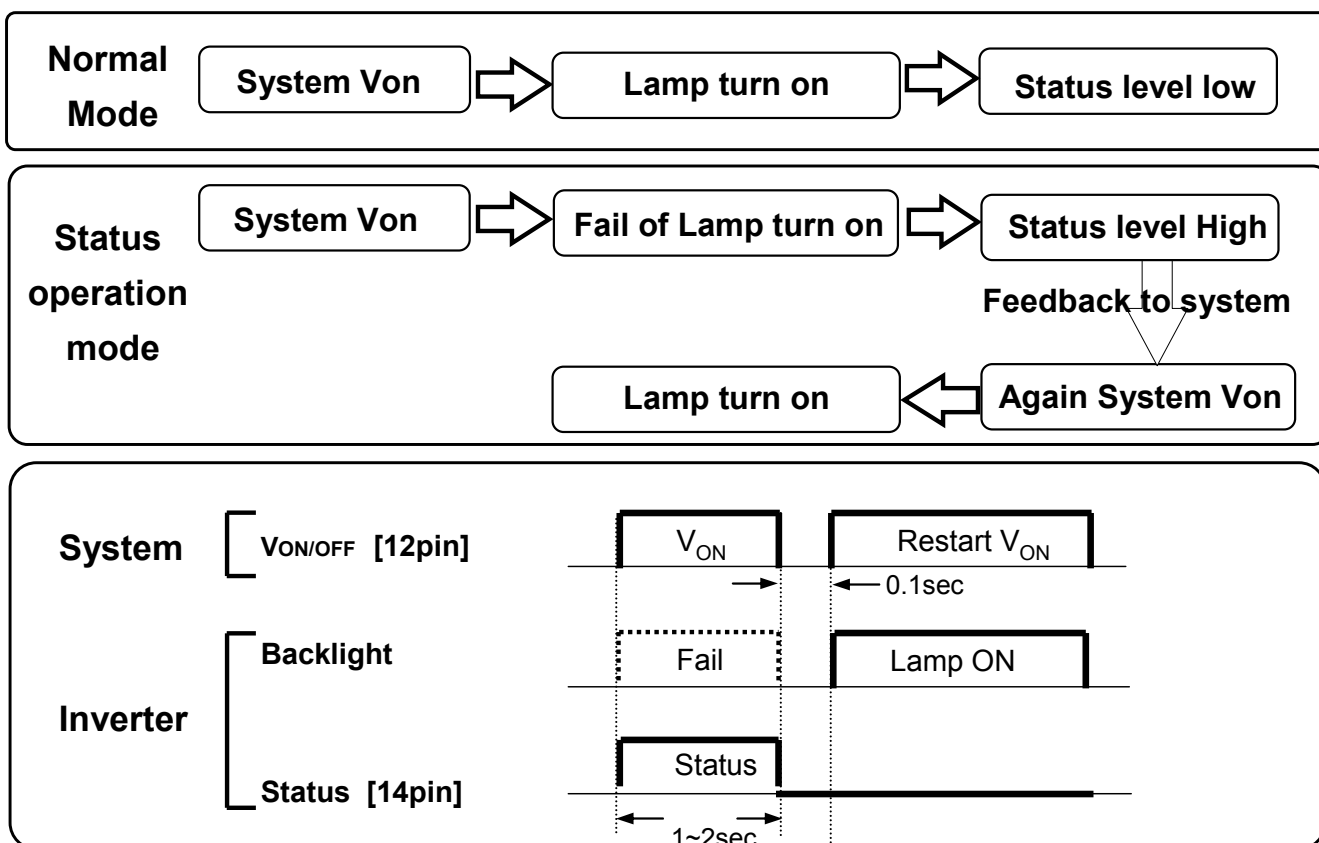 Normal Mode
System Von
Lamp turn on
Status level low
Status operation mode
System Von
Fail of Lamp turn on
Status level High
Feedback to system
Lamp turn on
Again System Von
System
VON/OFF [12pin]
VON
Restart VON
0.1sec
Inverter
Backlight
Fail
Lamp ON
Status [14pin]
Status
1~2sec